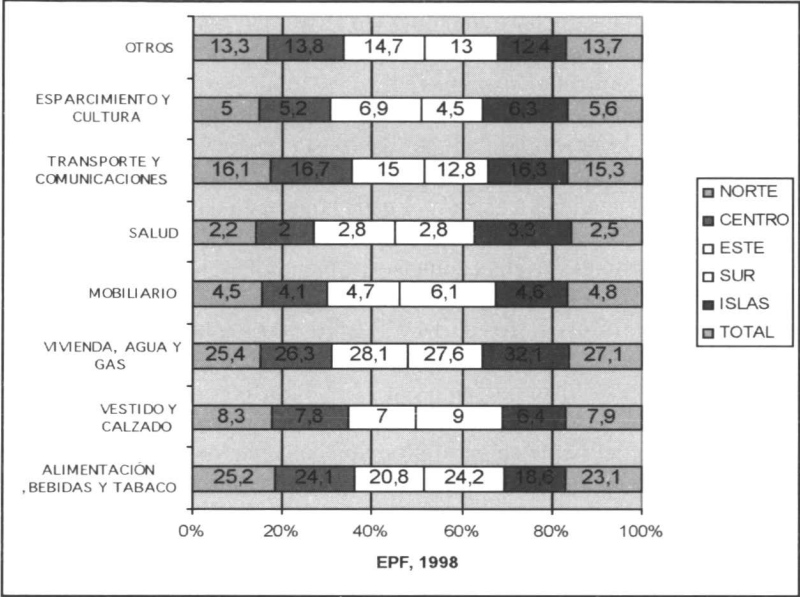 OTROS
13,3 13,8 14,7 13 12,4 13,7
ESPARCIMIENTO Y
CULTURA
5 5,2 6,9 4,5 6,3 5,6
TRANSPORTE Y
COMUNICACIONES
16,1 16,7 15 12,8 16,3 15,3
SALUD
2,2 2 2,8 2,8 3,3 2,5
MOBILIARIO
4,5 4,1 4,7 6,1 4,6 4,8
VIVIENDA, AGUA Y
GAS
25,4 26,3 28,1 27,6 32,1 27,1
VESTIDO Y
CALZADO
8,3 7,8 7 9 6,4 7,9
ALIMENTACIÓN
,BEBIDAS Y TABACO
25,2 24,1 20,8 24,2 18,6 23,1
0% 20% 40% 60% 80% 100%
EPF, 1998
NORTE
CENTRO
ESTE
SUR
ISLAS
TOTAL